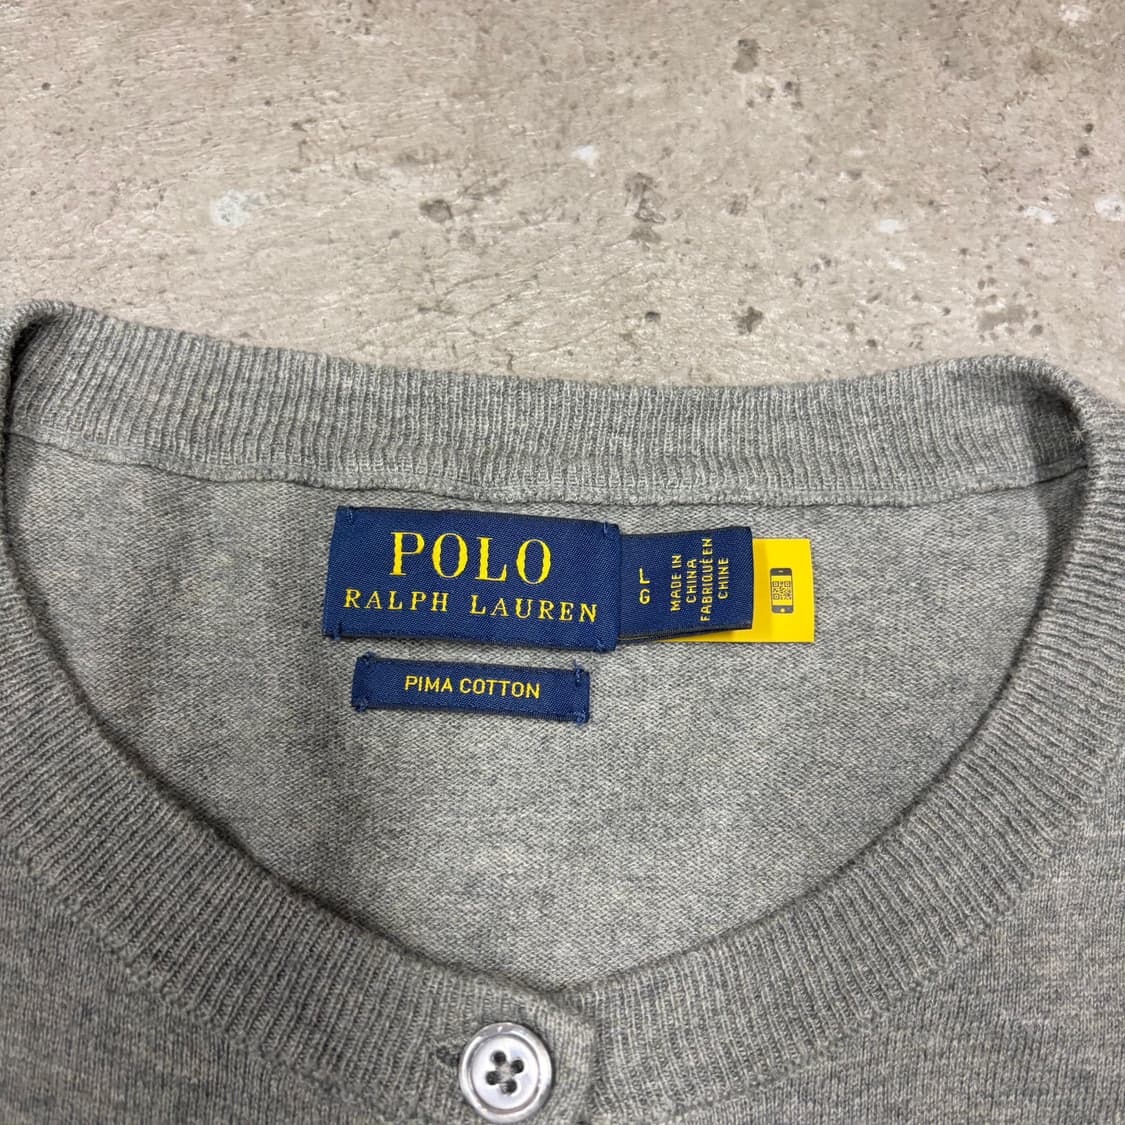 POLO
RALPH LAUREN
L
G
MADE IN
CHINA
FABRIQUÉ EN
CHINE
PIMA COTTON